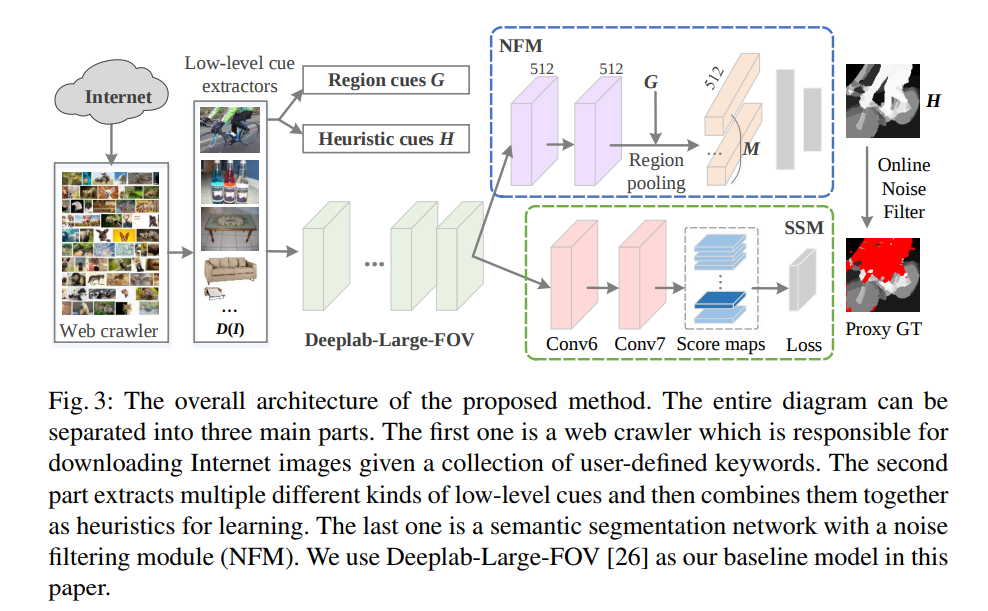 Internet
Web crawler
Low-level cue
extractors
...
D(I)
Region cues G
Heuristic cues H
...
Deeplab-Large-FOV
NFM
512
512
G
Region
pooling
512
...
M
SSM
Conv6
Conv7
...
Score maps
Loss
H
Online
Noise
Filter
Proxy GT
Fig. 3: The overall architecture of the proposed method. The entire diagram can be
separated into three main parts. The first one is a web crawler which is responsible for
downloading Internet images given a collection of user-defined keywords. The second
part extracts multiple different kinds of low-level cues and then combines them together
as heuristics for learning. The last one is a semantic segmentation network with a noise
filtering module (NFM). We use Deeplab-Large-FOV [26] as our baseline model in this
paper.